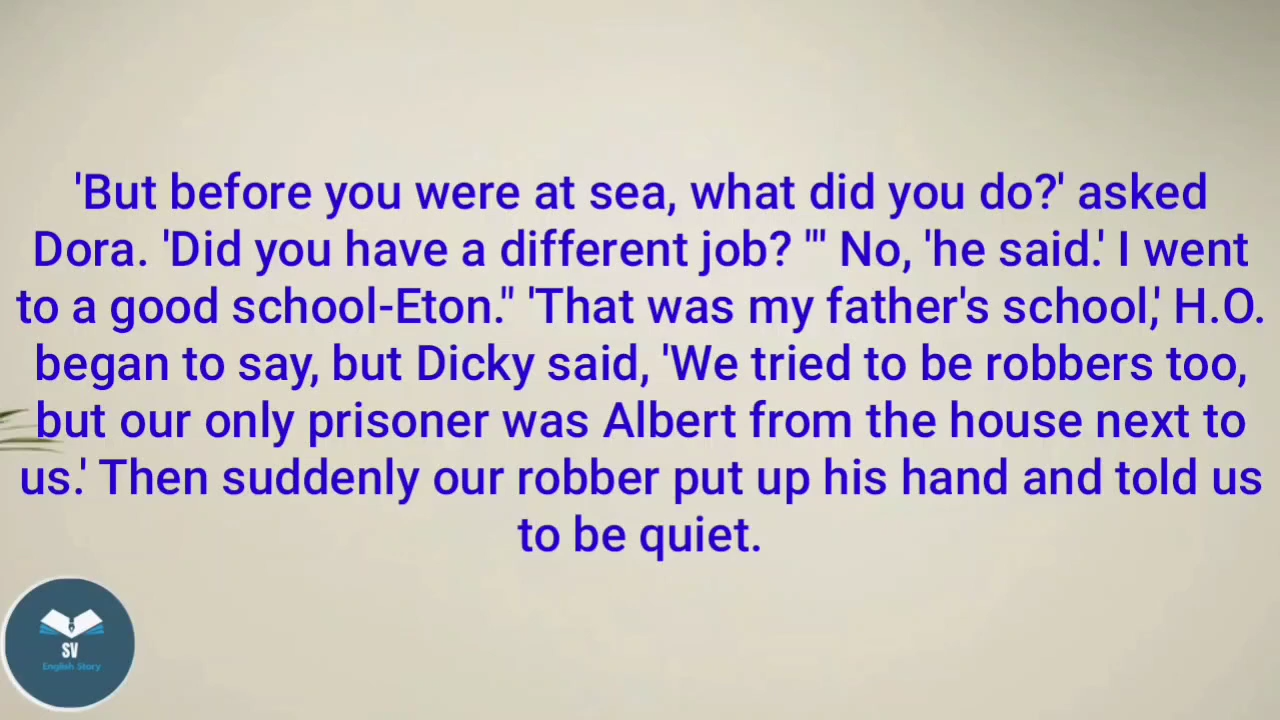 'But before you were at sea, what did you do?' asked
Dora. 'Did you have a different job? '" No, 'he said.' I went
to a good school-Eton." 'That was my father's school,' H.O.
began to say, but Dicky said, 'We tried to be robbers too,
but our only prisoner was Albert from the house next to
us.' Then suddenly our robber put up his hand and told us
to be quiet.
SV
English Story